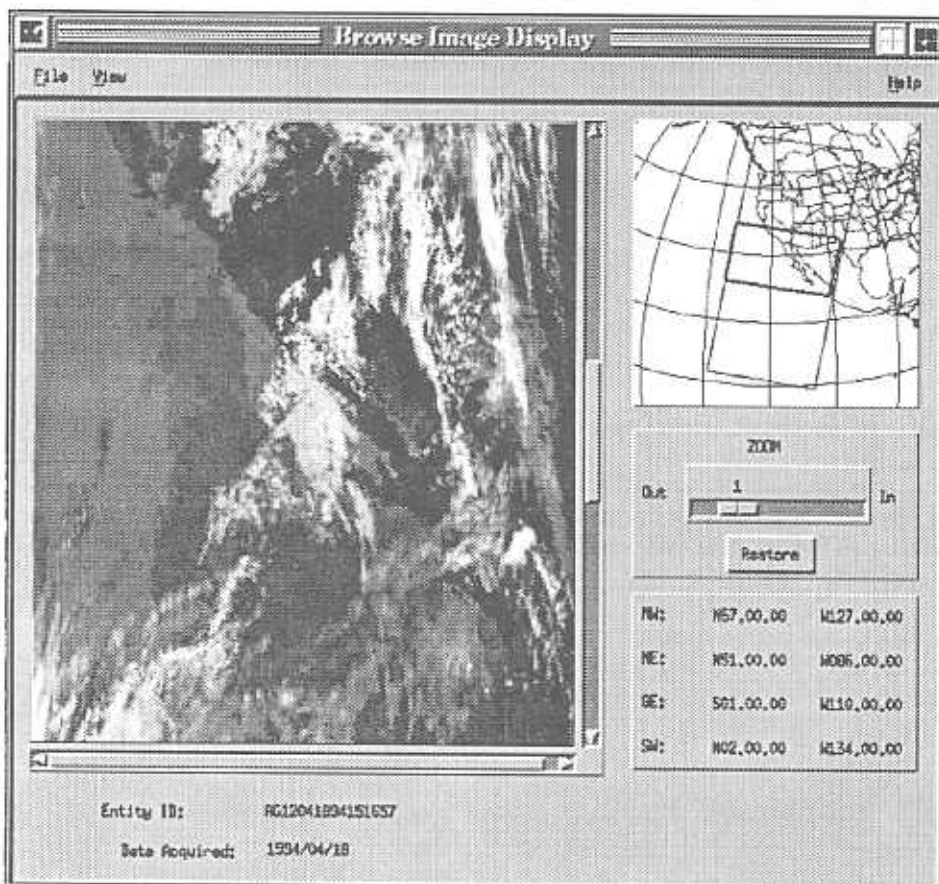 Browse Image Display
File View Help
ZOOM
Out 1 In
Restore
NW: N57.00.00 W127.00.00
NE: N51.00.00 W086.00.00
SE: S01.00.00 W110.00.00
SW: N02.00.00 W134.00.00
Entity ID: AG12041894151657
Date Acquired: 1994/04/18